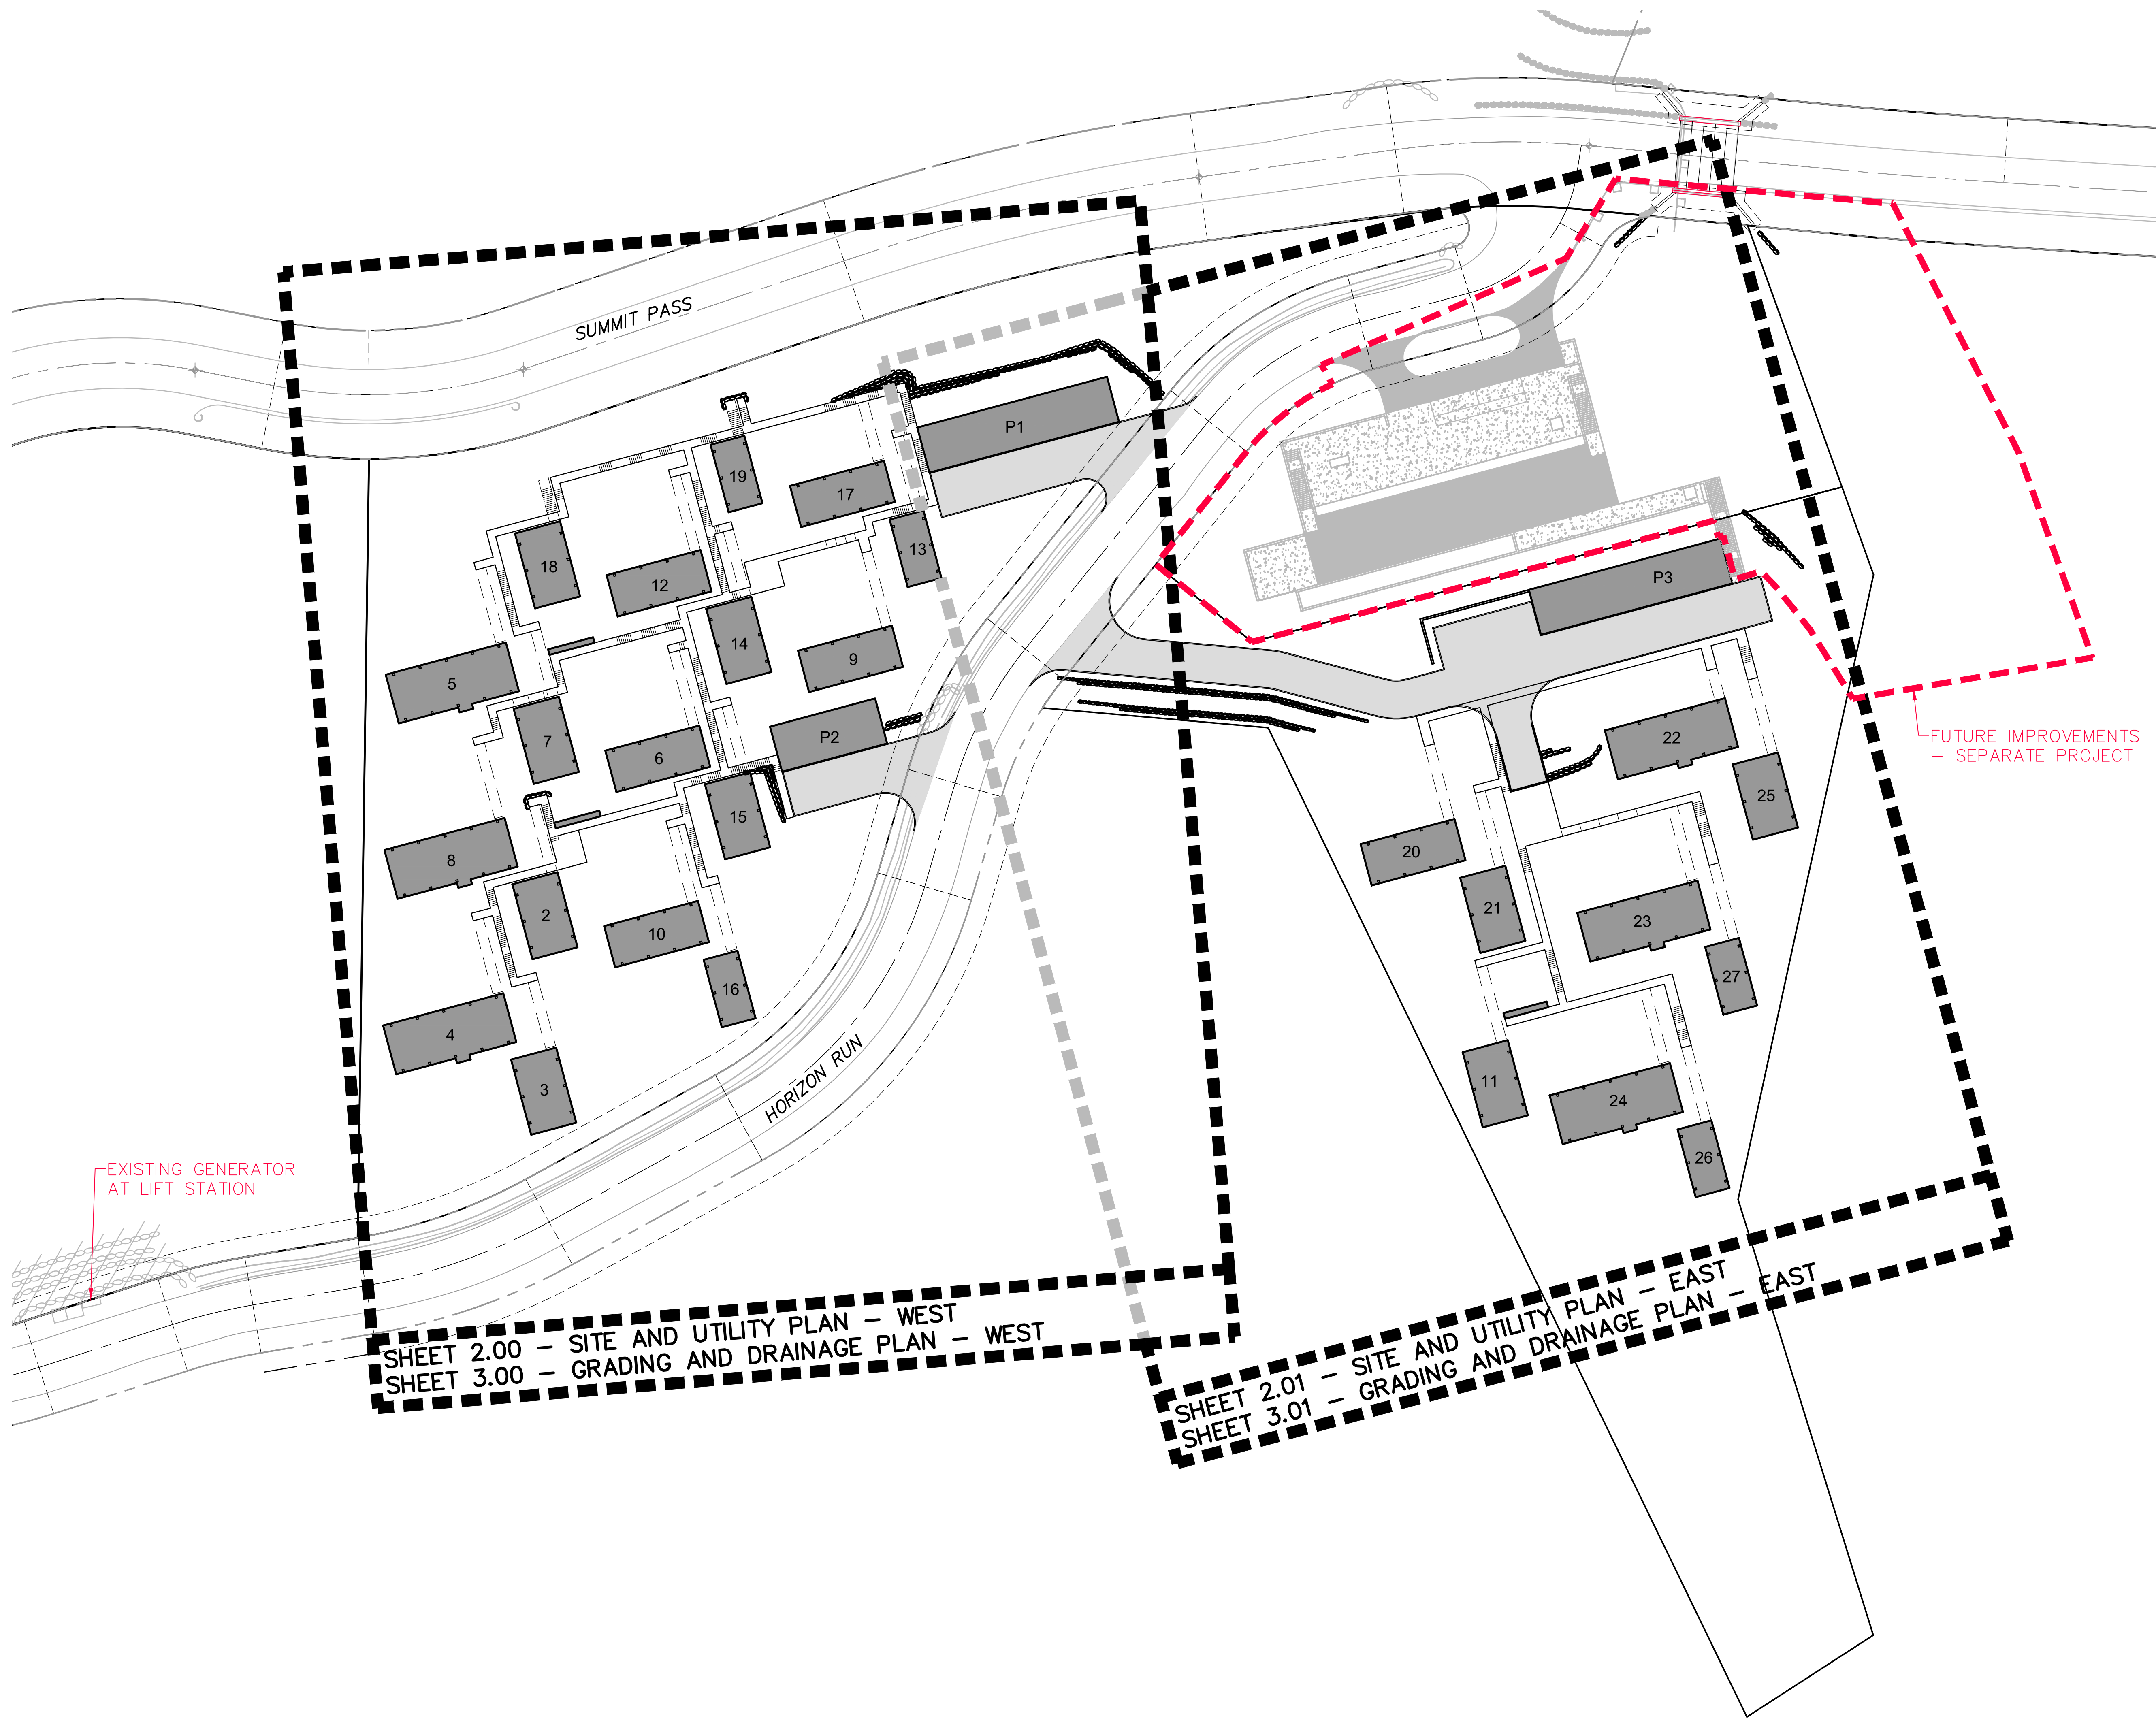 SUMMIT PASS
P1
19
17
18
13
12
P3
14
9
5
7
P2
6
22
25
15
20
8
21
2
10
23
27
16
4
3
11
24
26
HORIZON RUN
FUTURE IMPROVEMENTS
– SEPARATE PROJECT
EXISTING GENERATOR
AT LIFT STATION
SHEET 2.00 – SITE AND UTILITY PLAN – WEST
SHEET 3.00 – GRADING AND DRAINAGE PLAN – WEST
SHEET 2.01 – SITE AND UTILITY PLAN – EAST
SHEET 3.01 – GRADING AND DRAINAGE PLAN – EAST